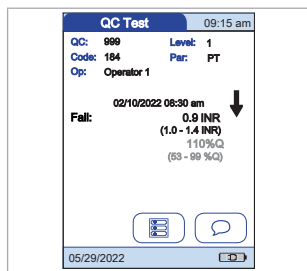 QC Test 09:15 am
QC: 999 Level: 1
Code: 184 Par: PT
Op: Operator 1
02/10/2022 08:30 am
Fail: 0.9 INR
(1.0 - 1.4 INR)
110%Q
(53 - 99 %Q)
05/29/2022